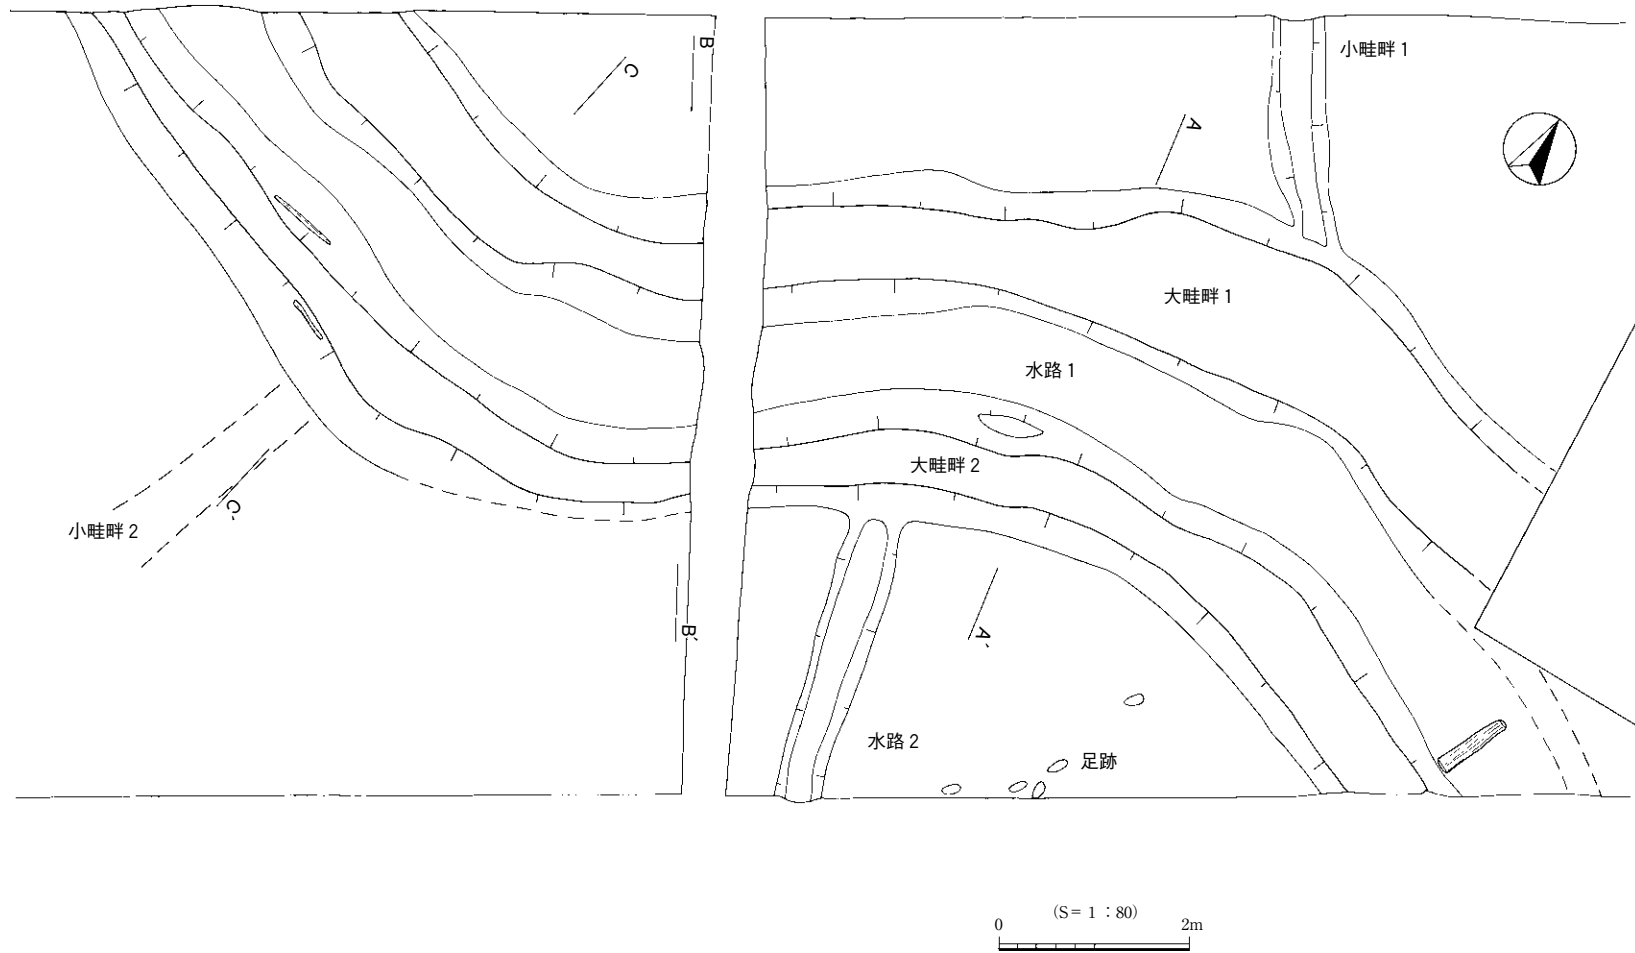 小畦畔 1
B
C
A
大畦畔 1
水路 1
大畦畔 2
小畦畔 2
C'
B'
A'
水路 2
足跡
(S= 1 : 80)
0 2m